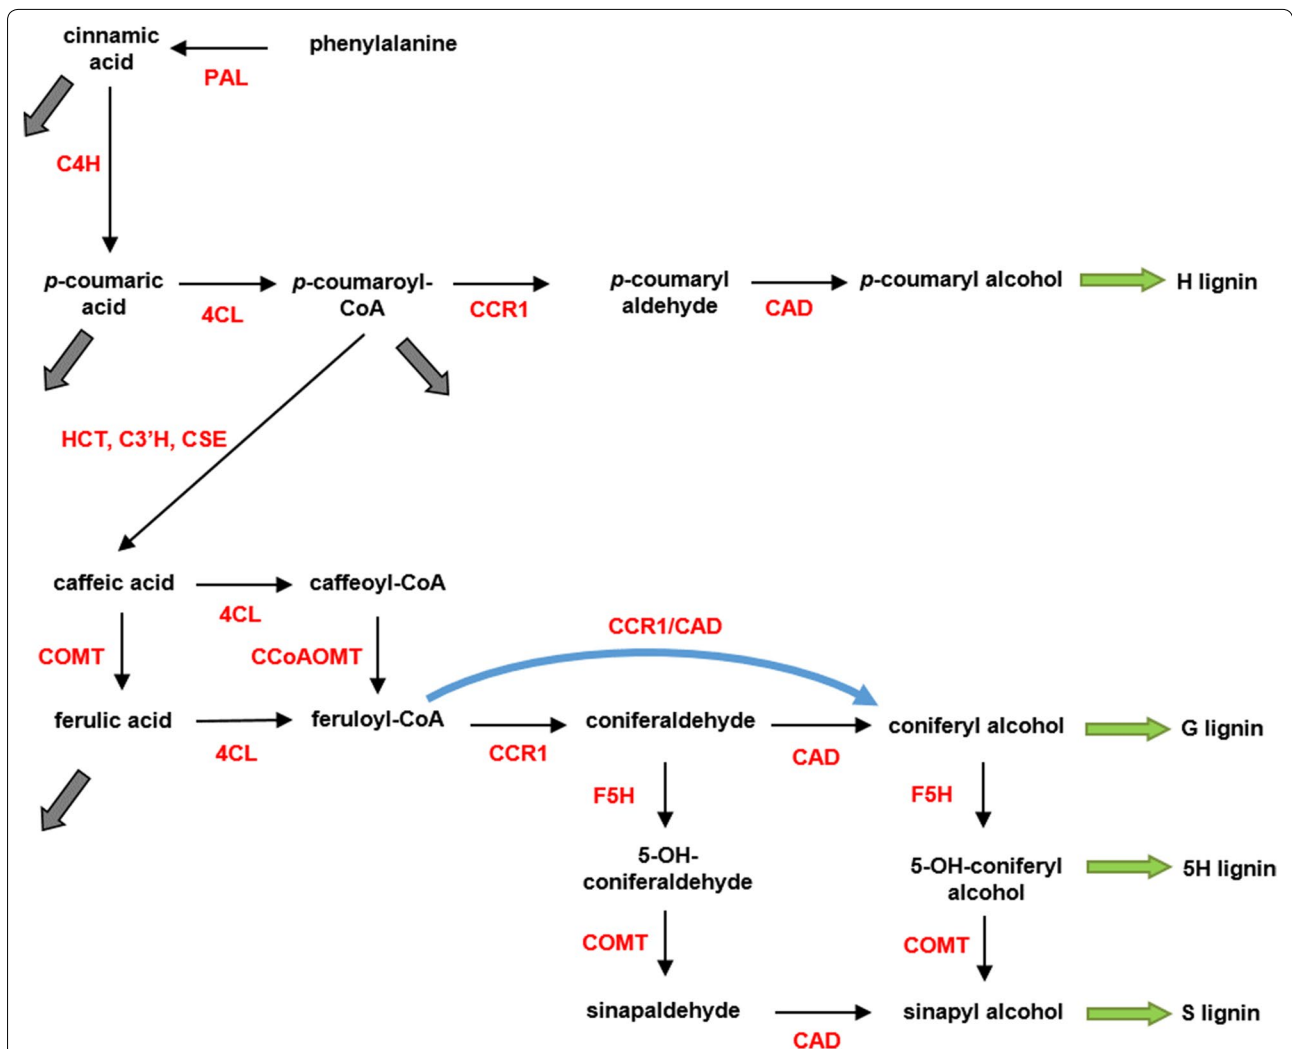 cinnamic
acid
phenylalanine
PAL
C4H
p-coumaric
acid
4CL
p-coumaroyl-
CoA
CCR1
p-coumaryl
aldehyde
CAD
p-coumaryl alcohol
H lignin
HCT, C3’H, CSE
caffeic acid
4CL
caffeoyl-CoA
COMT
CCoAOMT
CCR1/CAD
ferulic acid
4CL
feruloyl-CoA
CCR1
coniferaldehyde
CAD
coniferyl alcohol
G lignin
F5H
F5H
5-OH-
coniferaldehyde
5-OH-coniferyl
alcohol
5H lignin
COMT
COMT
sinapaldehyde
CAD
sinapyl alcohol
S lignin